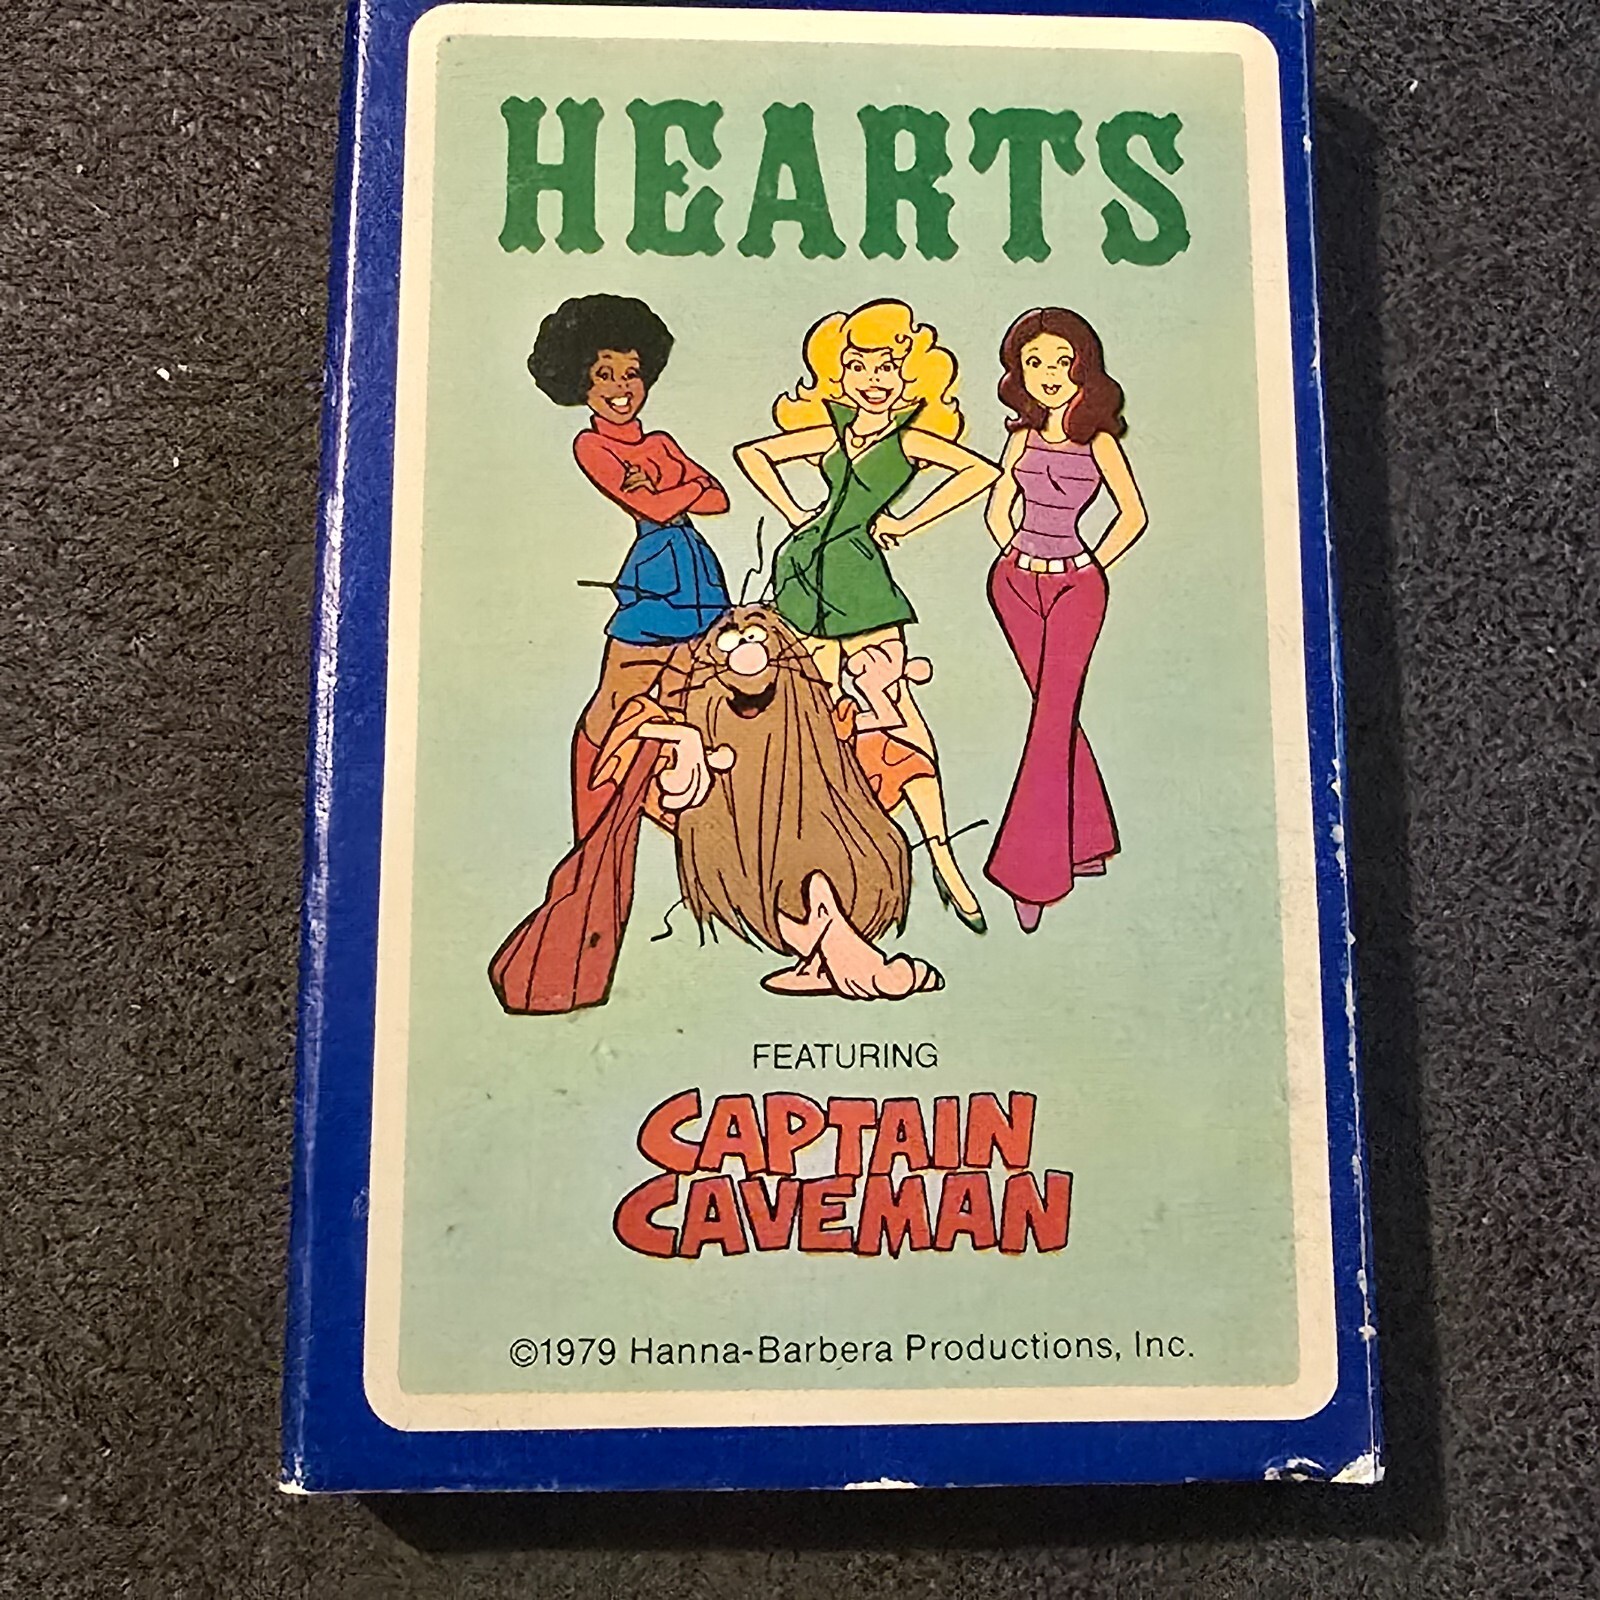 HEARTS
FEATURING
CAPTAIN
CAVEMAN
©1979 Hanna-Barbera Productions, Inc.